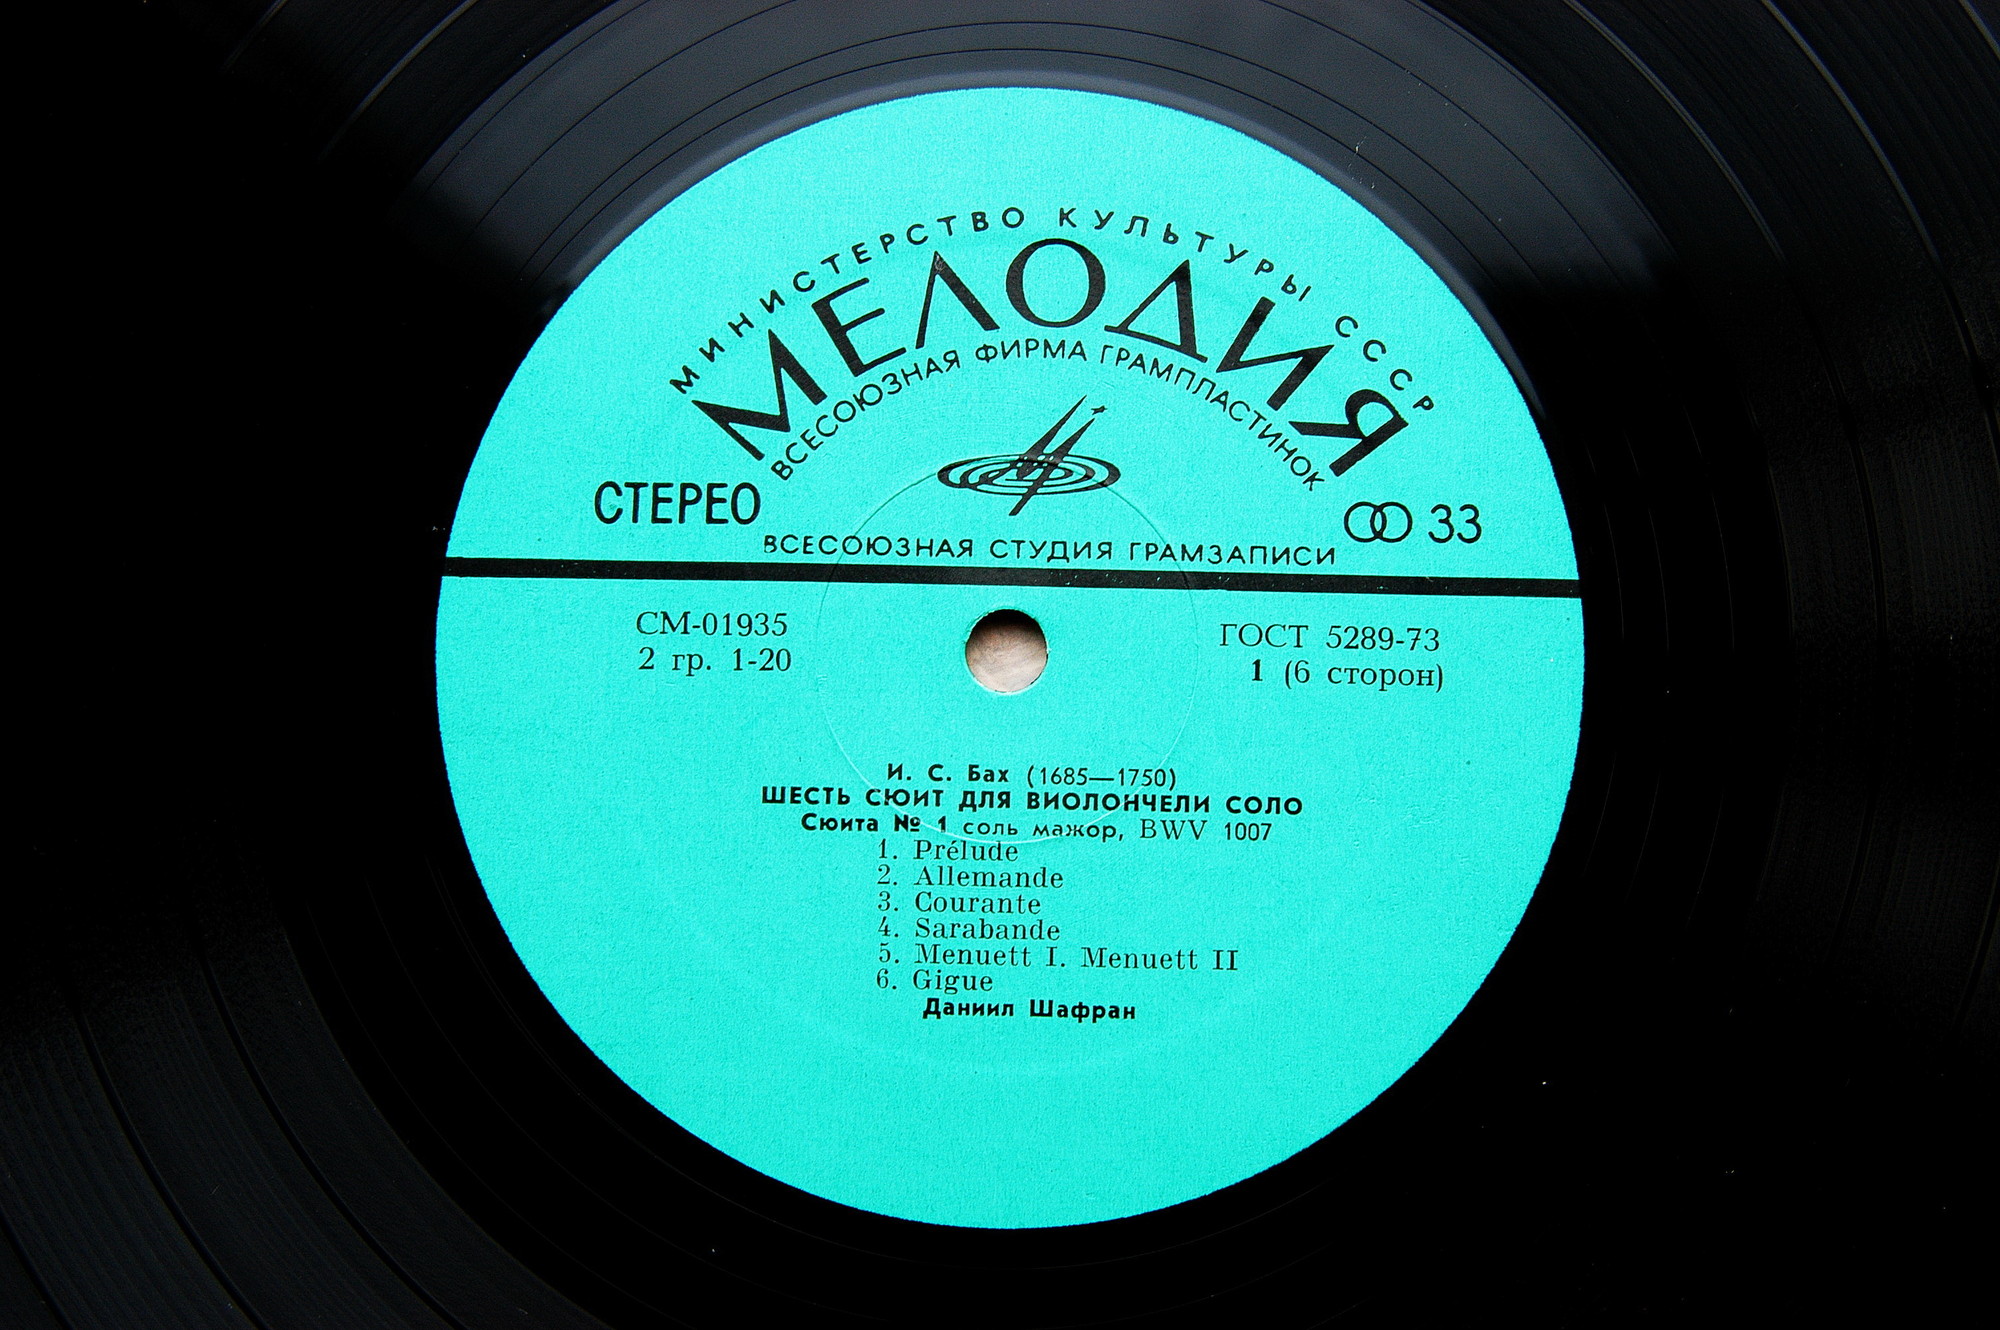 МИНИСТЕРСТВО КУЛЬТУРЫ СССР
МЕЛОДИЯ
ВСЕСОЮЗНАЯ ФИРМА ГРАМПЛАСТИНОК
СТЕРЕО
33
ВСЕСОЮЗНАЯ СТУДИЯ ГРАМЗАПИСИ
СМ-01935
ГОСТ 5289-73
2 гр. 1-20
1 (6 сторон)
И. С. Бах (1685—1750)
ШЕСТЬ СЮИТ ДЛЯ ВИОЛОНЧЕЛИ СОЛО
Сюита № 1 соль мажор, BWV 1007
1. Prélude
2. Allemande
3. Courante
4. Sarabande
5. Menuett I. Menuett II
6. Gigue
Даниил Шафран